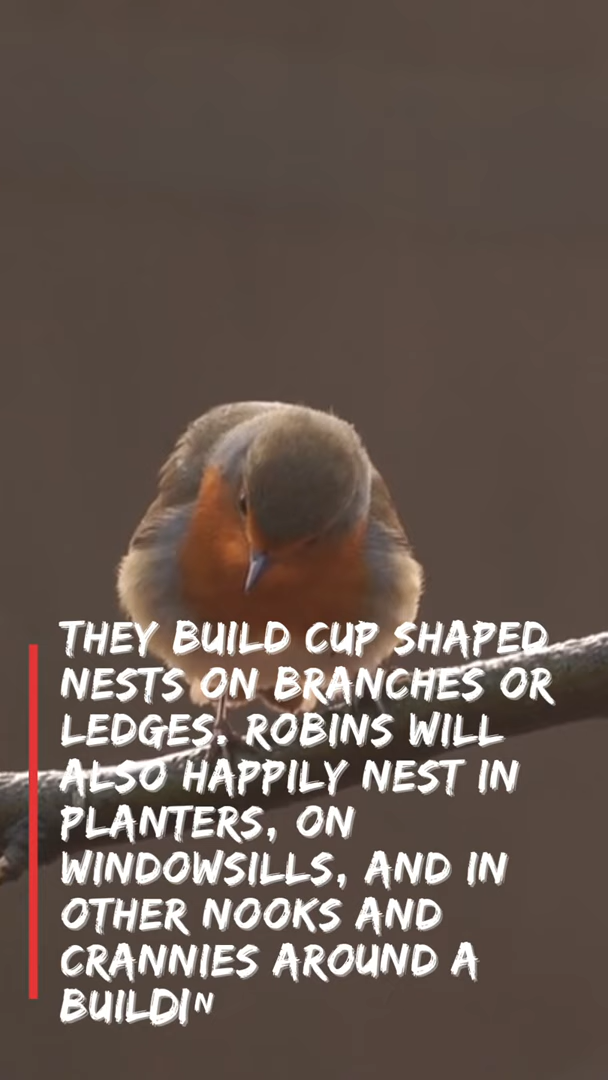 THEY BUILD CUP SHAPED
NESTS ON BRANCHES OR
LEDGES. ROBINS WILL
ALSO HAPPILY NEST IN
PLANTERS, ON
WINDOWSILLS, AND IN
OTHER NOOKS AND
CRANNIES AROUND A
BUILDIN